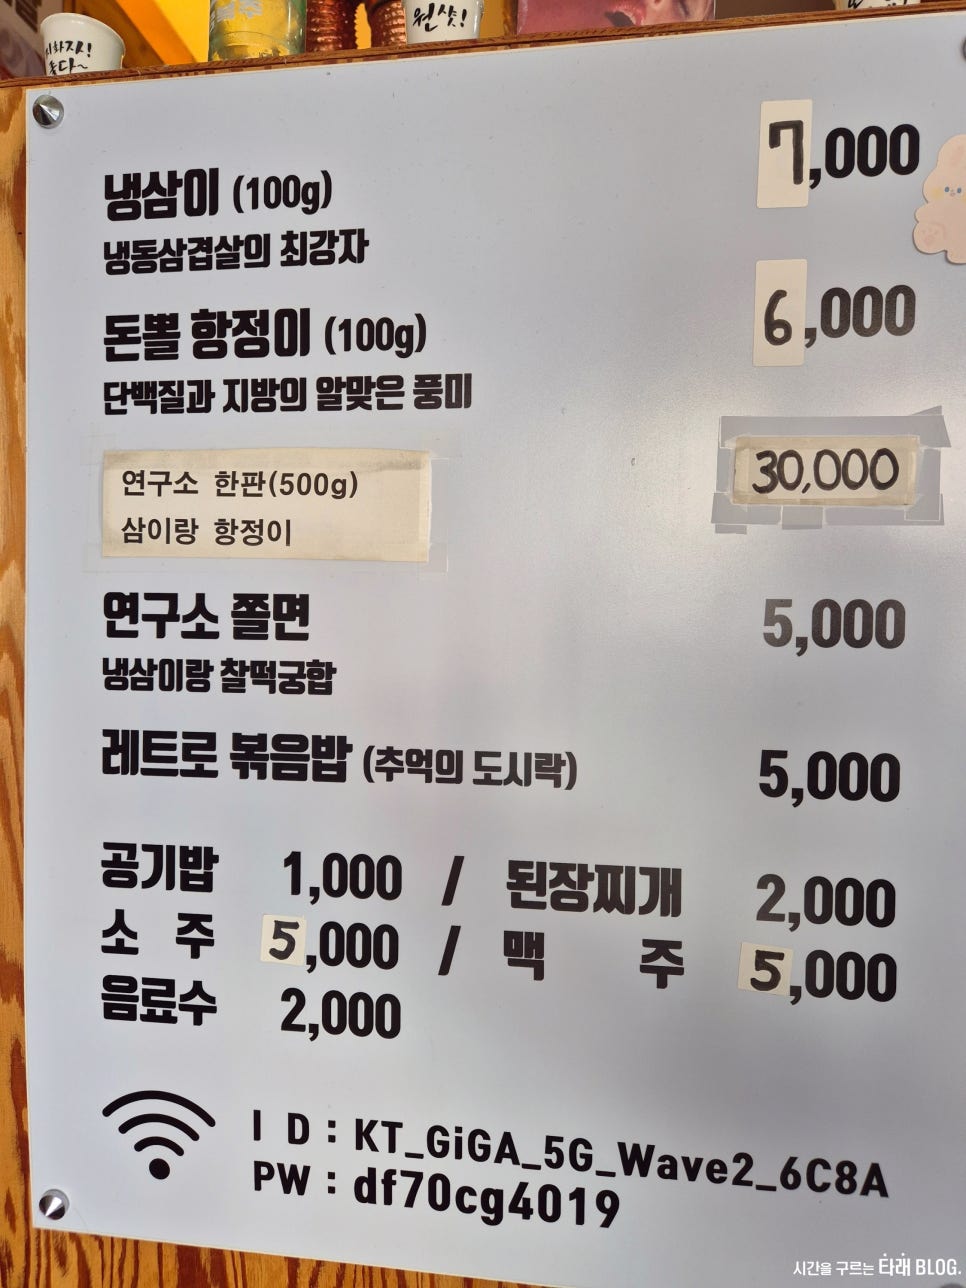 지화자!
좋다~
원샷!
냉삼이 (100g) 7,000
냉동삼겹살의 최강자
돈뽈 항정이 (100g) 6,000
단백질과 지방의 알맞은 풍미
연구소 한판(500g) 30,000
삼이랑 항정이
연구소 쫄면 5,000
냉삼이랑 찰떡궁합
레트로 볶음밥 (추억의 도시락) 5,000
공기밥 1,000 / 된장찌개 2,000
소 주 5,000 / 맥 주 5,000
음료수 2,000
I D : KT_GiGA_5G_Wave2_6C8A
PW : df70cg4019
시간을 구르는 타래 BLOG.